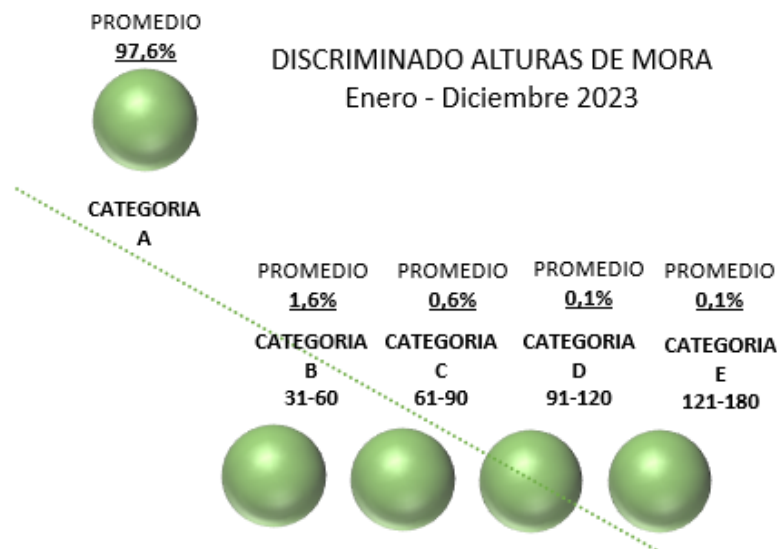 PROMEDIO
97,6%
DISCRIMINADO ALTURAS DE MORA
Enero - Diciembre 2023
CATEGORIA
A
PROMEDIO
1,6%
CATEGORIA
B
31-60
PROMEDIO
0,6%
CATEGORIA
C
61-90
PROMEDIO
0,1%
CATEGORIA
D
91-120
PROMEDIO
0,1%
CATEGORIA
E
121-180